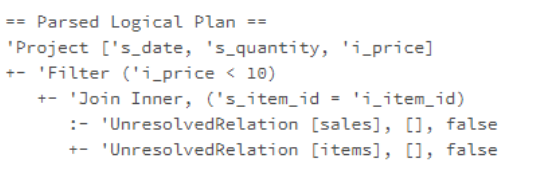 == Parsed Logical Plan ==
'Project ['s_date, 's_quantity, 'i_price]
+- 'Filter ('i_price < 10)
   +- 'Join Inner, ('s_item_id = 'i_item_id)
      :- 'UnresolvedRelation [sales], [], false
      +- 'UnresolvedRelation [items], [], false